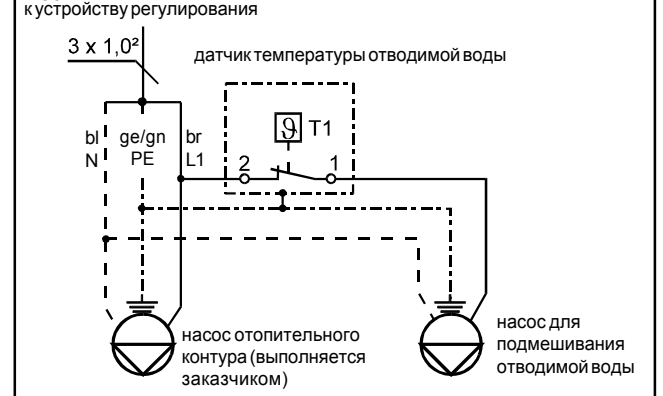 к устройству регулирования
3 x 1,0²
датчик температуры отводимой воды
bl
N
ge/gn
PE
br
L1
ϑ T1
2
1
насос отопительного
контура (выполняется
заказчиком)
насос для
подмешивания
отводимой воды